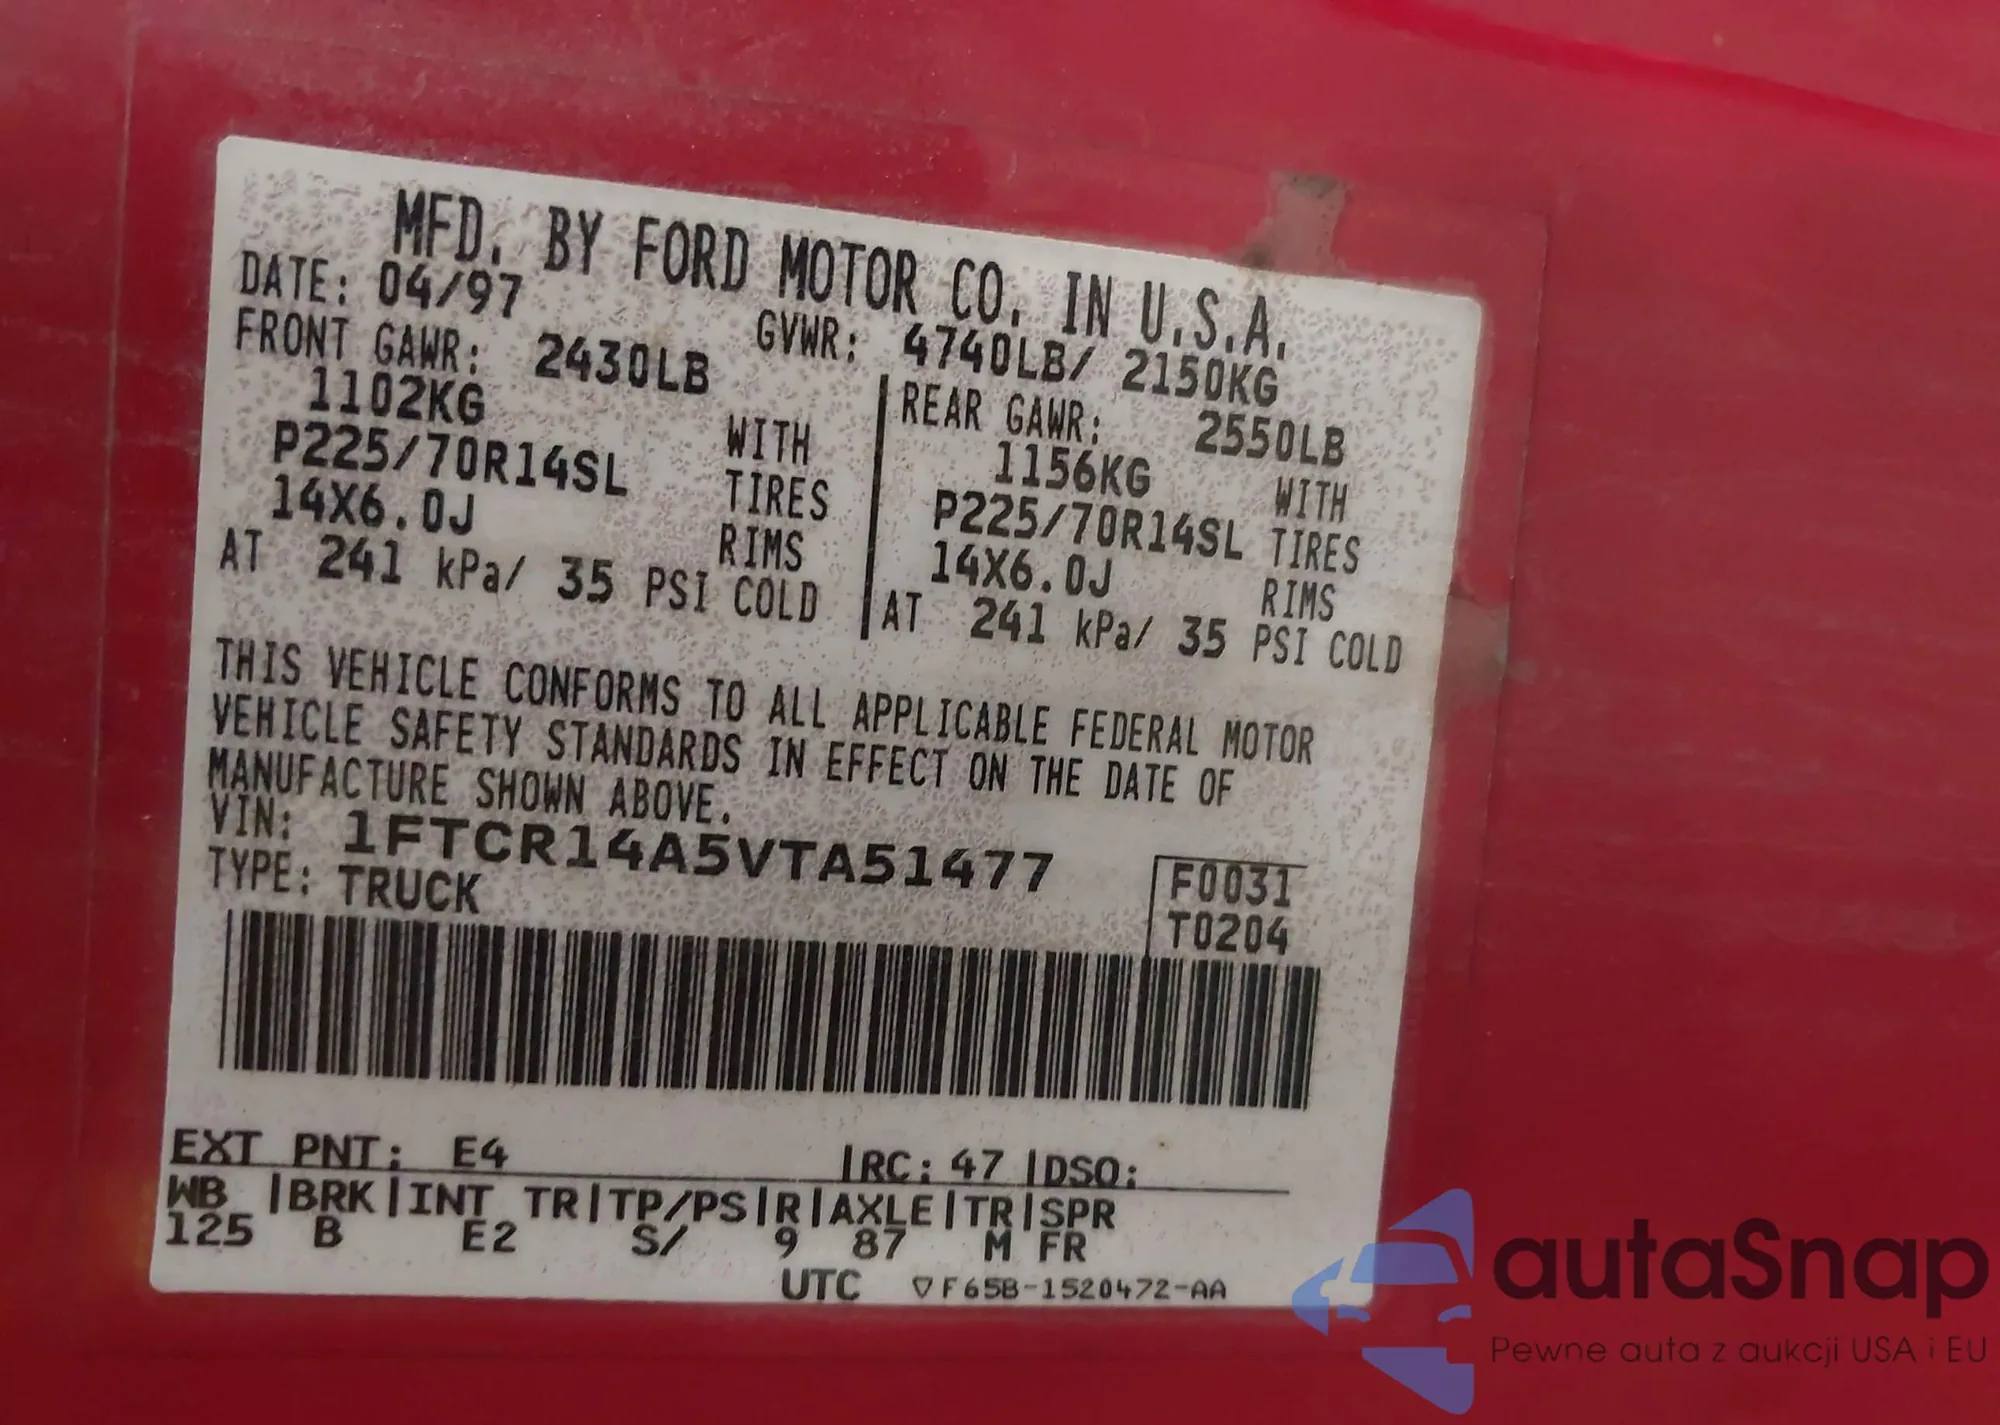 MFD. BY FORD MOTOR CO. IN U.S.A.
DATE: 04/97 GVWR: 4740LB/ 2150KG
FRONT GAWR: 2430LB REAR GAWR: 2550LB
1102KG WITH 1156KG WITH
P225/70R14SL TIRES P225/70R14SL TIRES
14X6.0J RIMS 14X6.0J RIMS
AT 241 kPa/ 35 PSI COLD AT 241 kPa/ 35 PSI COLD
THIS VEHICLE CONFORMS TO ALL APPLICABLE FEDERAL MOTOR
VEHICLE SAFETY STANDARDS IN EFFECT ON THE DATE OF
MANUFACTURE SHOWN ABOVE.
VIN: 1FTCR14A5VTA51477 F0031
TYPE: TRUCK T0204
EXT PNT: E4 |RC: 47 |DSO:
WB |BRK|INT TR|TP/PS|R|AXLE|TR|SPR
125 B E2 S/ 9 87 M FR
UTC ▽F65B-1520472-AA
autaSnap
Pewne auta z aukcji USA i EU